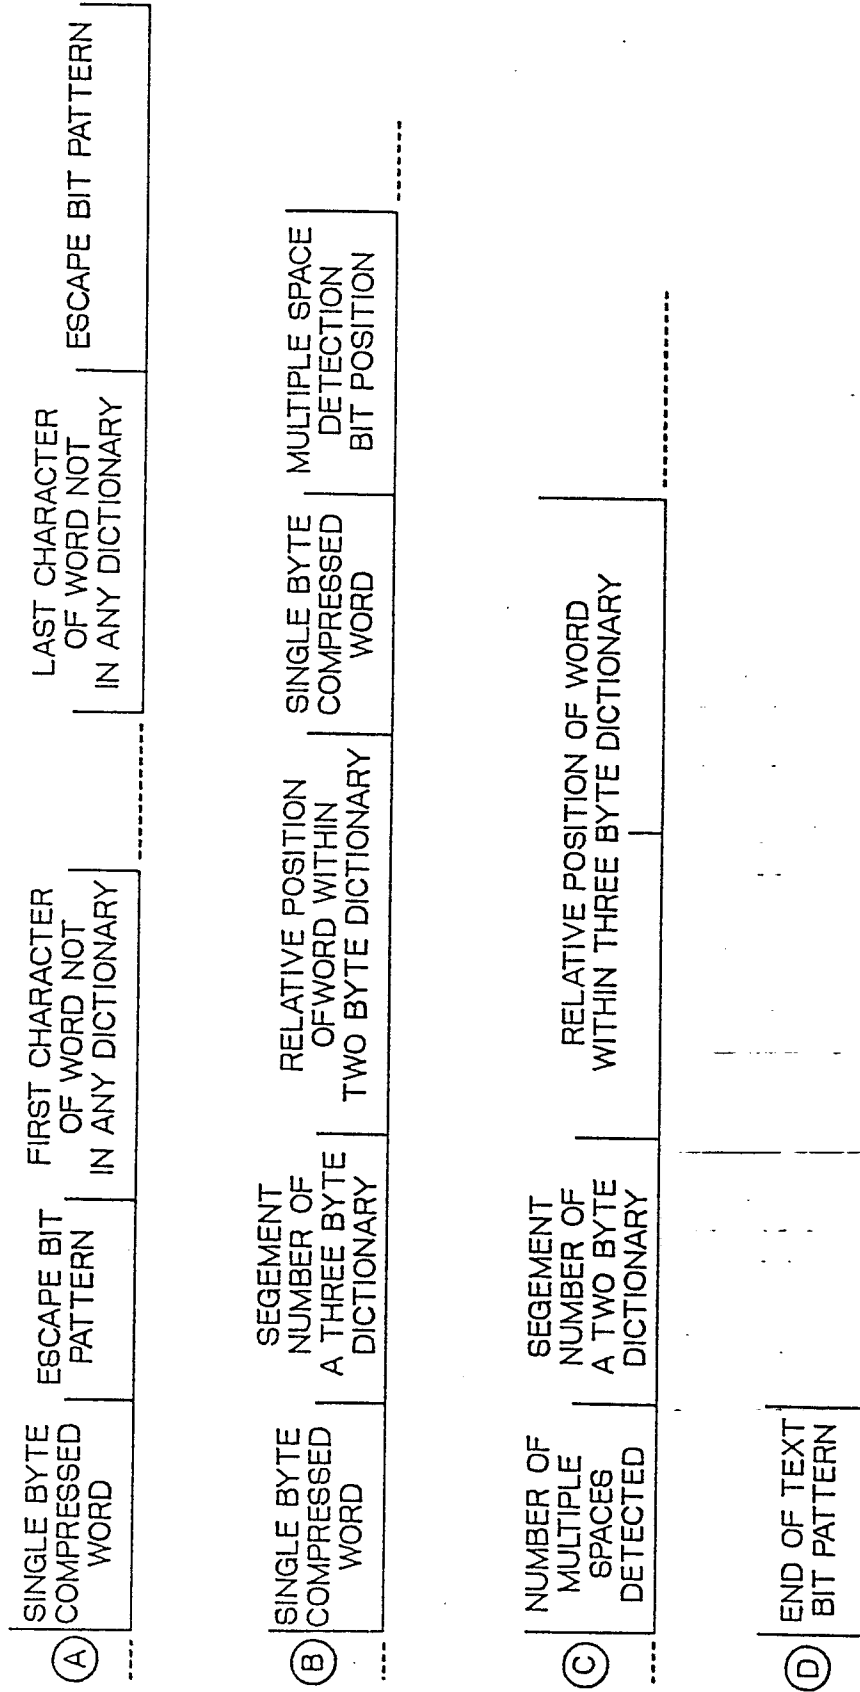 A
SINGLE BYTE
COMPRESSED
WORD
ESCAPE BIT
PATTERN
FIRST CHARACTER
OF WORD NOT
IN ANY DICTIONARY
LAST CHARACTER
OF WORD NOT
IN ANY DICTIONARY
ESCAPE BIT PATTERN
B
SINGLE BYTE
COMPRESSED
WORD
SEGEMENT
NUMBER OF
A THREE BYTE
DICTIONARY
RELATIVE POSITION
OFWORD WITHIN
TWO BYTE DICTIONARY
SINGLE BYTE
COMPRESSED
WORD
MULTIPLE SPACE
DETECTION
BIT POSITION
C
NUMBER OF
MULTIPLE
SPACES
DETECTED
SEGEMENT
NUMBER OF
A TWO BYTE
DICTIONARY
RELATIVE POSITION OF WORD
WITHIN THREE BYTE DICTIONARY
D
END OF TEXT
BIT PATTERN